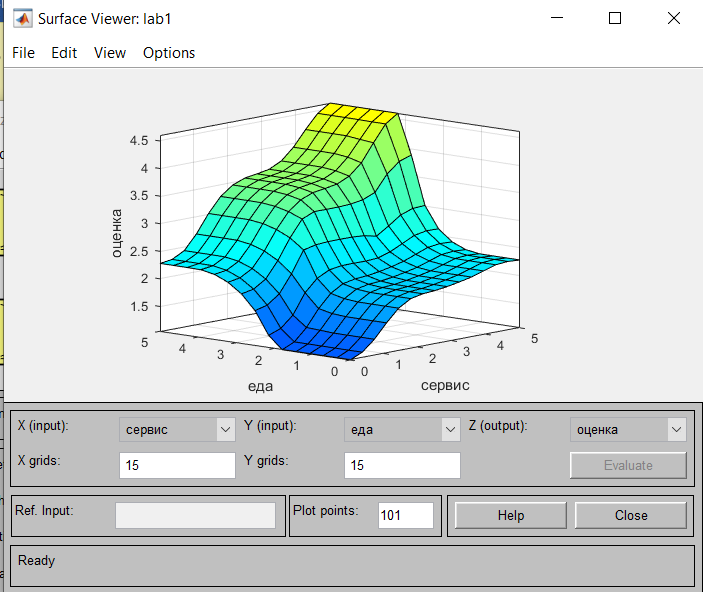 Surface Viewer: lab1
File Edit View Options
4.5
4
3.5
3
2.5
2
1.5
оценка
5 4 3 2 1 0
еда
0 1 2 3 4 5
сервис
X (input): сервис Y (input): еда Z (output): оценка
X grids: 15 Y grids: 15 Evaluate
Ref. Input: Plot points: 101 Help Close
Ready